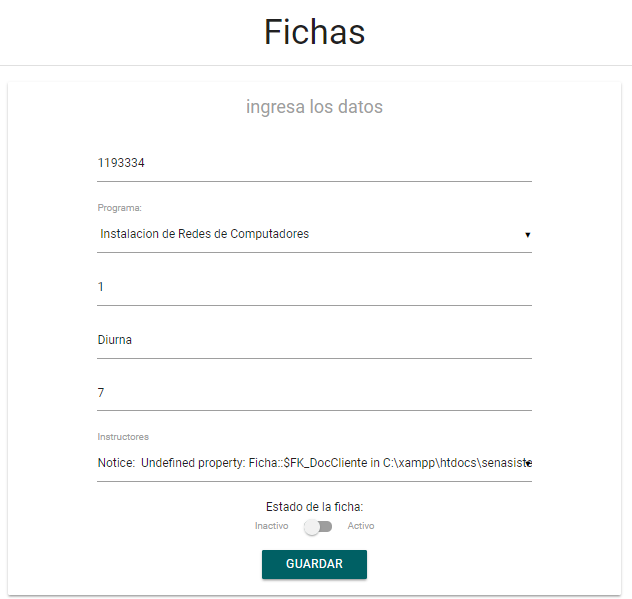 Fichas
ingresa los datos
1193334
Programa:
Instalacion de Redes de Computadores
1
Diurna
7
Instructores
Notice: Undefined property: Ficha::$FK_DocCliente in C:\xampp\htdocs\senasiste
Estado de la ficha:
Inactivo Activo
GUARDAR